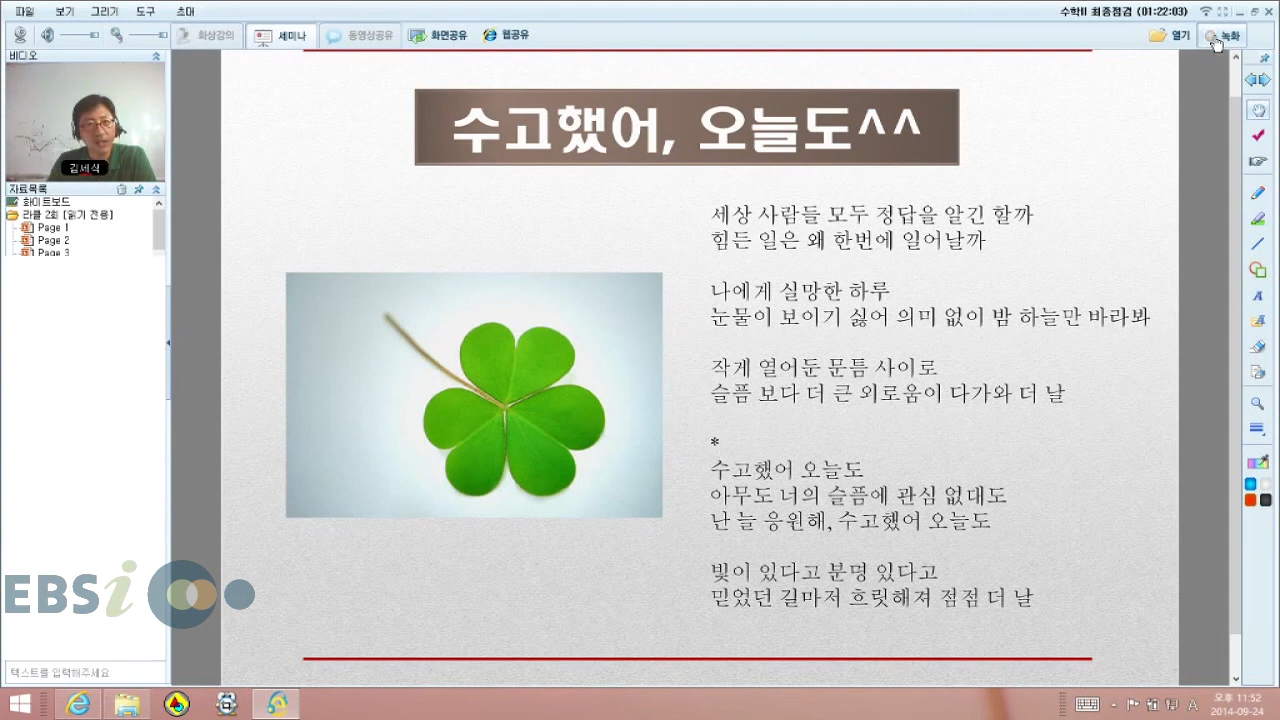 파일 보기 그리기 도구 초대
수학II 최종점검 (01:22:03)
화상강의 세미나 동영상공유 화면공유 웹공유
열기 녹화
비디오
김세식
자료목록
화이트보드
라클 2회 [읽기 전용]
Page 1
Page 2
Page 3
수고했어, 오늘도^^
세상 사람들 모두 정답을 알긴 할까
힘든 일은 왜 한번에 일어날까
나에게 실망한 하루
눈물이 보이기 싫어 의미 없이 밤 하늘만 바라봐
작게 열어둔 문틈 사이로
슬픔 보다 더 큰 외로움이 다가와 더 날
*
수고했어 오늘도
아무도 너의 슬픔에 관심 없대도
난 늘 응원해, 수고했어 오늘도
빛이 있다고 분명 있다고
믿었던 길마저 흐릿해져 점점 더 날
EBSi
텍스트를 입력해주세요
A
오후 11:52
2014-09-24